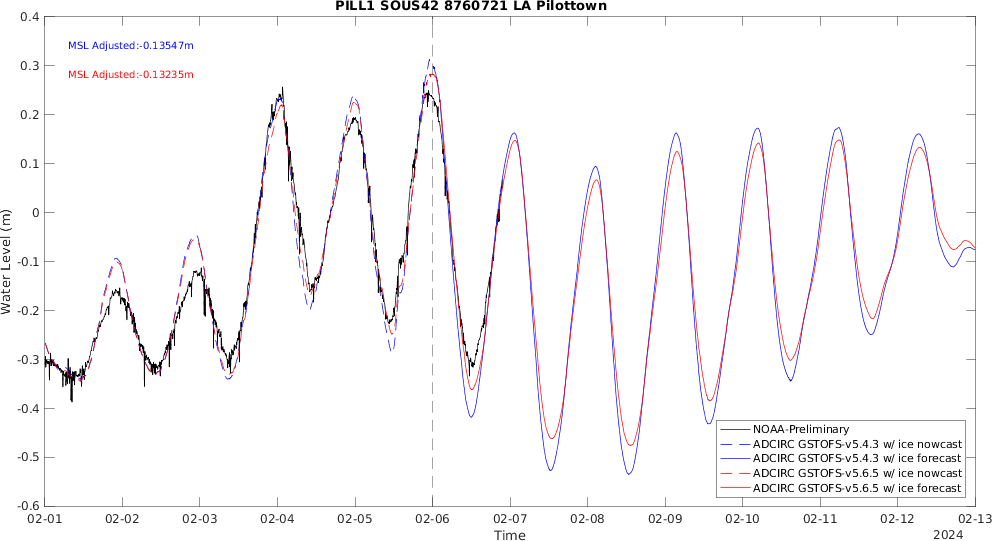 PILL1 SOUS42 8760721 LA Pilottown
0.4
0.3
0.2
0.1
0
-0.1
-0.2
-0.3
-0.4
-0.5
-0.6
Water Level (m)
MSL Adjusted:-0.13547m
MSL Adjusted:-0.13235m
NOAA-Preliminary
ADCIRC GSTOFS-v5.4.3 w/ ice nowcast
ADCIRC GSTOFS-v5.4.3 w/ ice forecast
ADCIRC GSTOFS-v5.6.5 w/ ice nowcast
ADCIRC GSTOFS-v5.6.5 w/ ice forecast
02-01 02-02 02-03 02-04 02-05 02-06 02-07 02-08 02-09 02-10 02-11 02-12 02-13
Time
2024